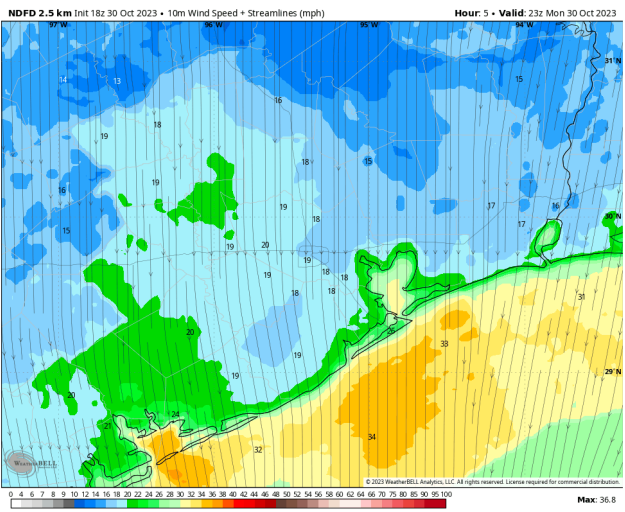 NDFD 2.5 km Init 18z 30 Oct 2023 • 10m Wind Speed + Streamlines (mph)
Hour: 5 • Valid: 23z Mon 30 Oct 2023
97°W 96°W 95°W 94°W
31°N
14 13 15
16
19 18
18 15
16 19
19 17 16
18 17 30°N
15
19 20
19
19 18 18
18 18
31
20 26
33
19
29°N
19
20
24
21
34
32
WeatherBELL
© 2023 WeatherBELL Analytics, LLC. All rights reserved. License required for commercial distribution.
0 4 6 8 9 10 12 14 16 18 20 22 24 26 28 30 32 34 36 38 40 42 44 46 48 50 52 54 56 58 60 62 64 66 68 70 75 80 85 90 95 100
Max: 36.8